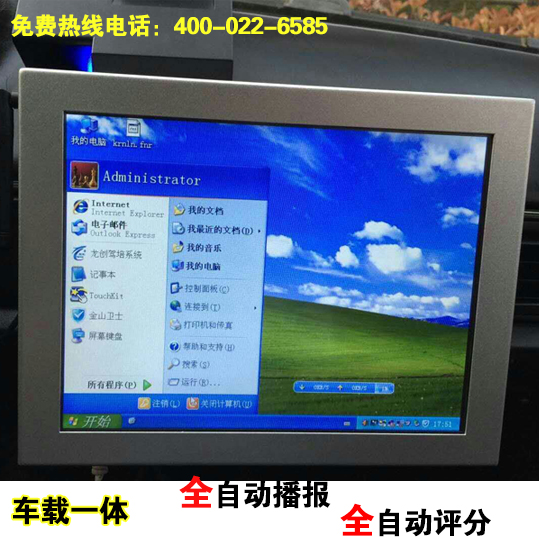 免费热线电话：400-022-6585
我的电脑
krnln.fnr
Administrator
Internet
Internet Explorer
电子邮件
Outlook Express
龙创驾培系统
记事本
TouchKit
金山卫士
屏幕键盘
所有程序(P)
我的文档
我最近的文档(D)
我的音乐
我的电脑
控制面板(C)
连接到(T)
打印机和传真
帮助和支持(H)
搜索(S)
运行(R)...
注销(L)
关闭计算机(U)
0KB/S
0KB/S
开始
17:51
车载一体
全自动播报
全自动评分